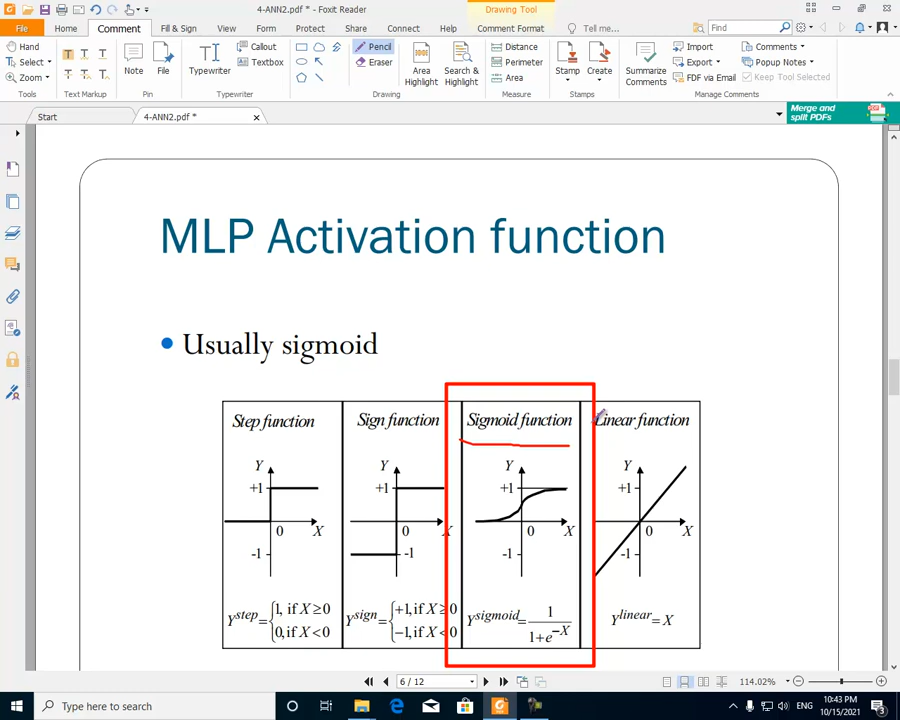 4-ANN2.pdf * - Foxit Reader
Drawing Tool
File Home Comment Fill & Sign View Form Protect Share Connect Help Comment Format Tell me... Find
Hand
Select
Zoom
Tools
T T T
T T T
Text Markup
Note
File
Pin
Typewriter
Callout
Textbox
Typewriter
Pencil
Eraser
Drawing
Area Highlight
Search & Highlight
Distance
Perimeter
Area
Measure
Stamp
Create
Stamps
Summarize Comments
Import
Export
FDF via Email
Comments
Popup Notes
Keep Tool Selected
Manage Comments
Start
4-ANN2.pdf *
Merge and split PDFs
MLP Activation function
Usually sigmoid
Step function Sign function Sigmoid function Linear function
Y Y Y Y
+1 +1 +1 +1
0 X 0 X 0 X 0 X
-1 -1 -1 -1
Y^step = {1, if X ≥ 0
0, if X < 0
Y^sign = {+1, if X ≥ 0
−1, if X < 0
Y^sigmoid = 1/(1+e^−X)
Y^linear = X
6 / 12
114.02%
Type here to search
ENG
10:43 PM
10/15/2021
3